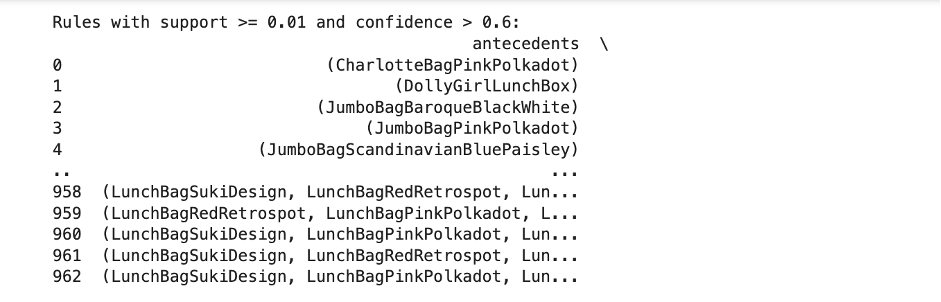 Rules with support >= 0.01 and confidence > 0.6:
antecedents \
0 (CharlotteBagPinkPolkadot)
1 (DollyGirlLunchBox)
2 (JumboBagBaroqueBlackWhite)
3 (JumboBagPinkPolkadot)
4 (JumboBagScandinavianBluePaisley)
.. ...
958 (LunchBagSukiDesign, LunchBagRedRetrospot, Lun...
959 (LunchBagRedRetrospot, LunchBagPinkPolkadot, L...
960 (LunchBagSukiDesign, LunchBagPinkPolkadot, Lun...
961 (LunchBagSukiDesign, LunchBagRedRetrospot, Lun...
962 (LunchBagSukiDesign, LunchBagPinkPolkadot, Lun...